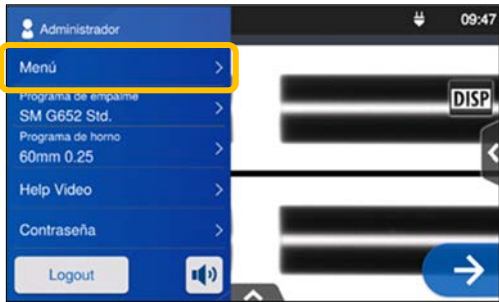 Administrador
09:47
Menú
Programa de empalme
SM G652 Std.
DISP
Programa de horno
60mm 0.25
Help Video
Contraseña
Logout